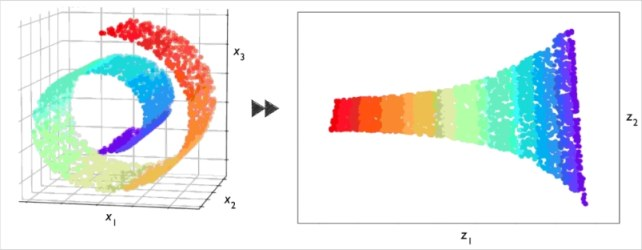 x₃
x₂
x₁
z₂
z₁